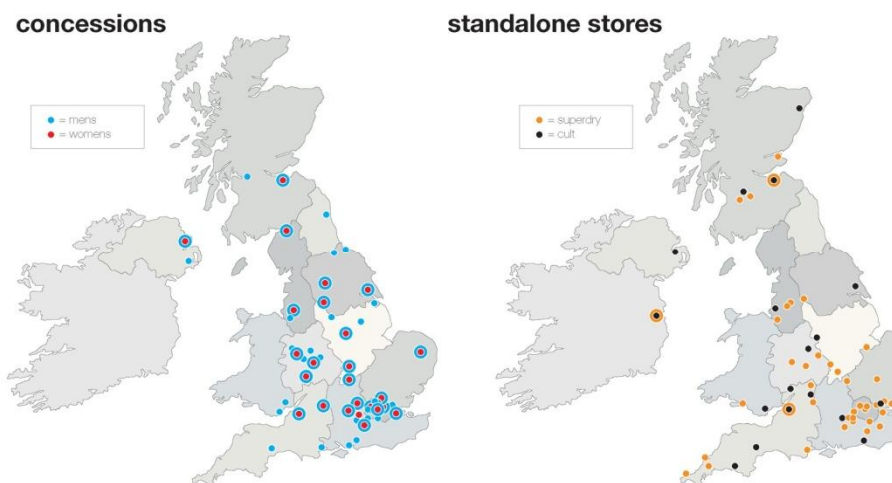 concessions
= mens
= womens
standalone stores
= superdry
= cult